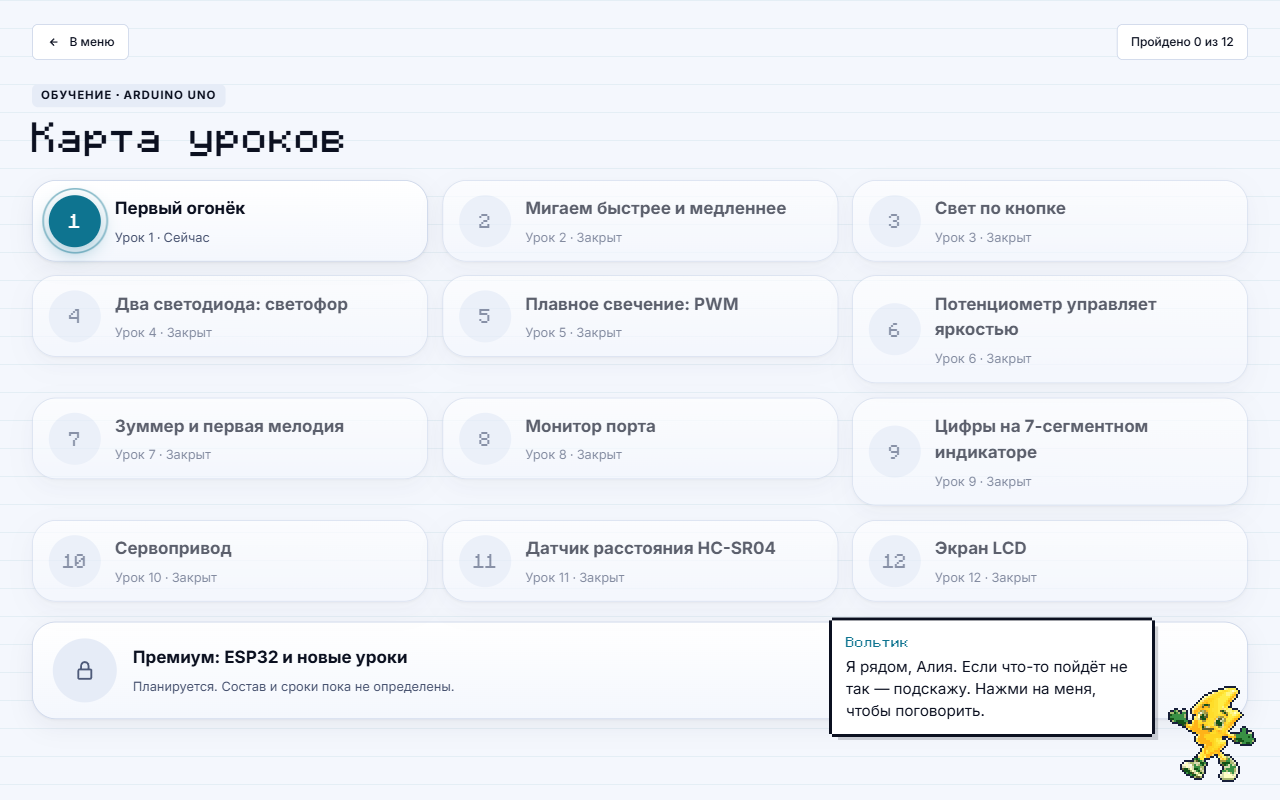 ← В меню
Пройдено 0 из 12
ОБУЧЕНИЕ · ARDUINO UNO
Карта уроков
1
Первый огонёк
Урок 1 · Сейчас
2
Мигаем быстрее и медленнее
Урок 2 · Закрыт
3
Свет по кнопке
Урок 3 · Закрыт
4
Два светодиода: светофор
Урок 4 · Закрыт
5
Плавное свечение: PWM
Урок 5 · Закрыт
6
Потенциометр управляет
яркостью
Урок 6 · Закрыт
7
Зуммер и первая мелодия
Урок 7 · Закрыт
8
Монитор порта
Урок 8 · Закрыт
9
Цифры на 7-сегментном
индикаторе
Урок 9 · Закрыт
10
Сервопривод
Урок 10 · Закрыт
11
Датчик расстояния HC-SR04
Урок 11 · Закрыт
12
Экран LCD
Урок 12 · Закрыт
Премиум: ESP32 и новые уроки
Планируется. Состав и сроки пока не определены.
Вольтик
Я рядом, Алия. Если что-то пойдёт не
так — подскажу. Нажми на меня,
чтобы поговорить.